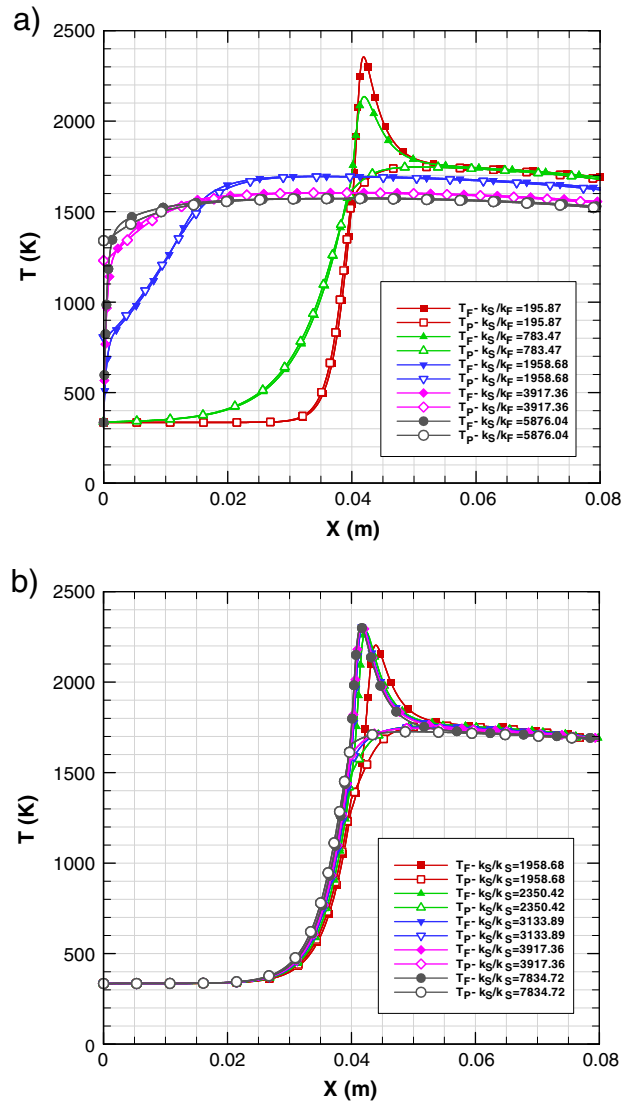 a)
2500
2000
1500
1000
500
0
T (K)
0
0.02
0.04
0.06
0.08
X (m)
T_F- k_S/k_F=195.87
T_P- k_S/k_F=195.87
T_F- k_S/k_F=783.47
T_P- k_S/k_F=783.47
T_F- k_S/k_F=1958.68
T_P- k_S/k_F=1958.68
T_F- k_S/k_F=3917.36
T_P- k_S/k_F=3917.36
T_F- k_S/k_F=5876.04
T_P- k_S/k_F=5876.04
b)
2500
2000
1500
1000
500
0
T (K)
0
0.02
0.04
0.06
0.08
X (m)
T_F- k_S/k_S=1958.68
T_P- k_S/k_S=1958.68
T_F- k_S/k_S=2350.42
T_P- k_S/k_S=2350.42
T_F- k_S/k_S=3133.89
T_P- k_S/k_S=3133.89
T_F- k_S/k_S=3917.36
T_P- k_S/k_S=3917.36
T_F- k_S/k_S=7834.72
T_P- k_S/k_S=7834.72